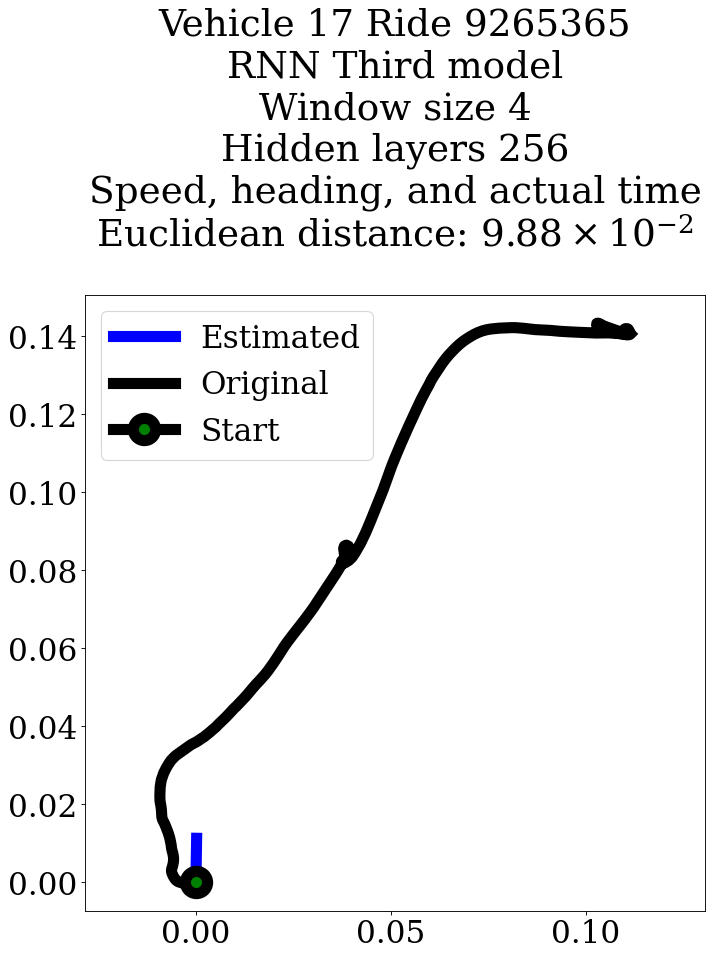 Vehicle 17 Ride 9265365
RNN Third model
Window size 4
Hidden layers 256
Speed, heading, and actual time
Euclidean distance: 9.88 × 10⁻²
Estimated
Original
Start
0.14
0.12
0.10
0.08
0.06
0.04
0.02
0.00
0.00 0.05 0.10